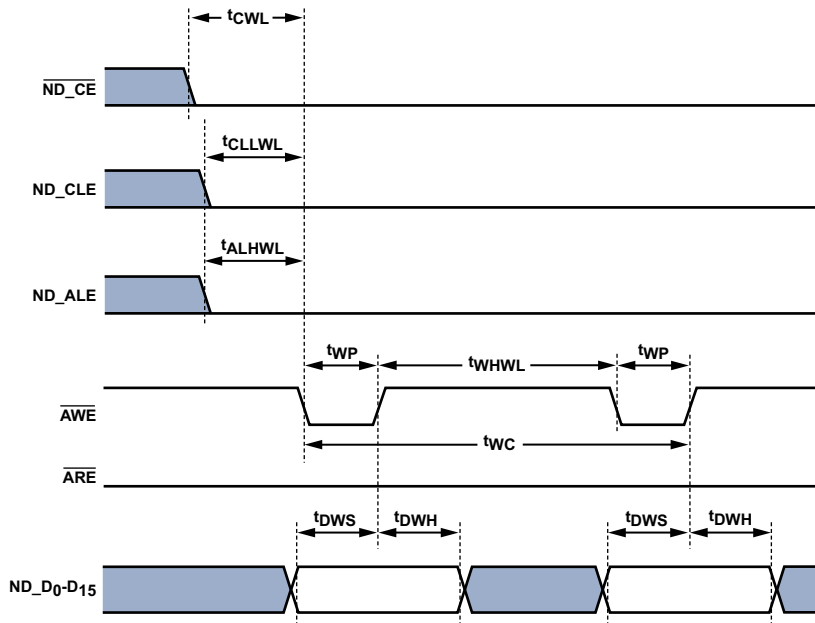 tCWL
ND_CE
tCLLWL
ND_CLE
tALHWL
ND_ALE
tWP tWHWL tWP
AWE
tWC
ARE
tDWS tDWH tDWS tDWH
ND_D0-D15